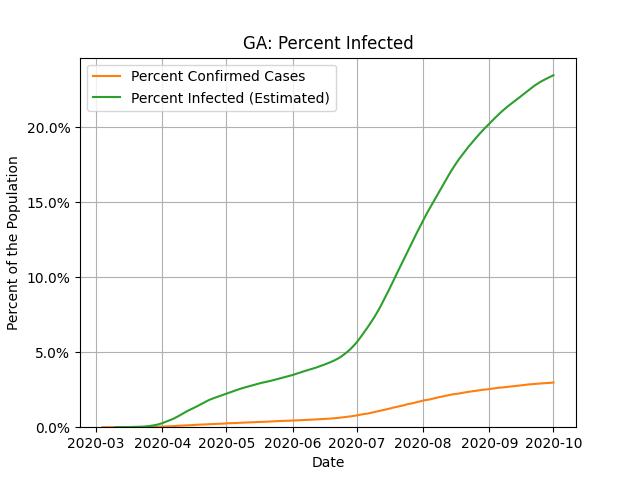 GA: Percent Infected
Percent Confirmed Cases
Percent Infected (Estimated)
Percent of the Population
20.0%
15.0%
10.0%
5.0%
0.0%
2020-03 2020-04 2020-05 2020-06 2020-07 2020-08 2020-09 2020-10
Date